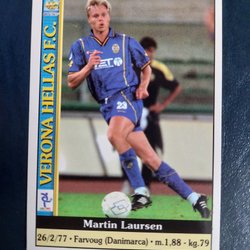 VERONA HELLAS F.C.
23
Martin Laursen
26/2/77 - Farvoug (Danimarca) - m.1,88 - kg.79